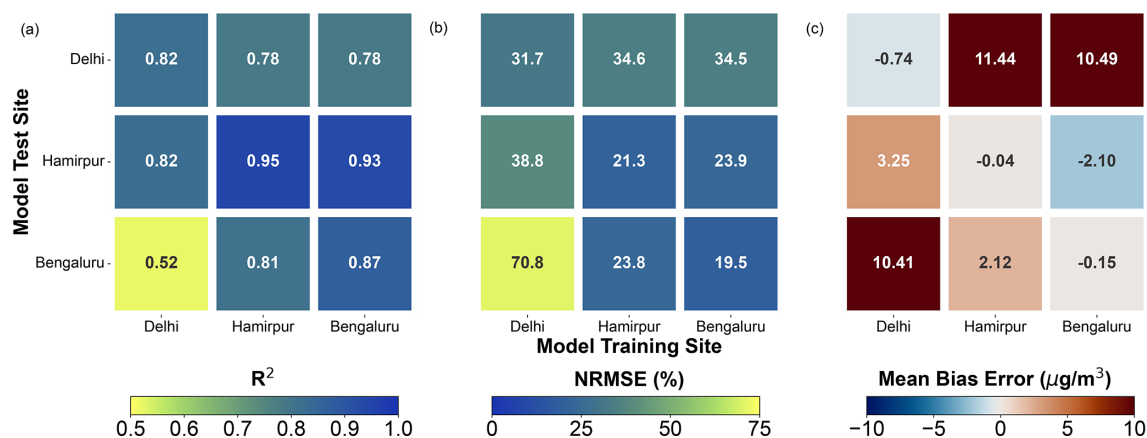 (a)
(b)
(c)
Model Test Site
Delhi
Hamirpur
Bengaluru
0.82 0.78 0.78
0.82 0.95 0.93
0.52 0.81 0.87
Delhi Hamirpur Bengaluru
31.7 34.6 34.5
38.8 21.3 23.9
70.8 23.8 19.5
Delhi Hamirpur Bengaluru
-0.74 11.44 10.49
3.25 -0.04 -2.10
10.41 2.12 -0.15
Delhi Hamirpur Bengaluru
Model Training Site
R²
0.5 0.6 0.7 0.8 0.9 1.0
NRMSE (%)
0 25 50 75
Mean Bias Error (μg/m³)
−10 −5 0 5 10